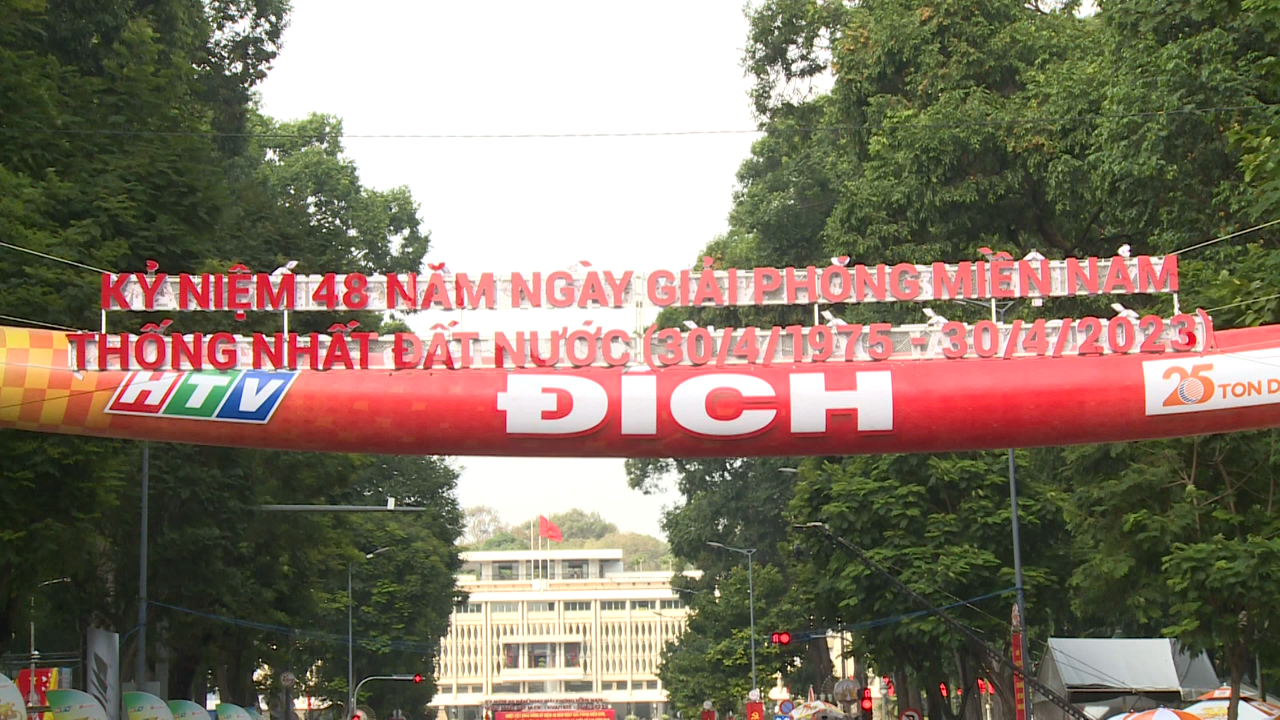 KỶ NIỆM 48 NĂM NGÀY GIẢI PHÓNG MIỀN NAM
THỐNG NHẤT ĐẤT NƯỚC (30/4/1975 - 30/4/2023)
HTV
ĐÍCH
25 TON D